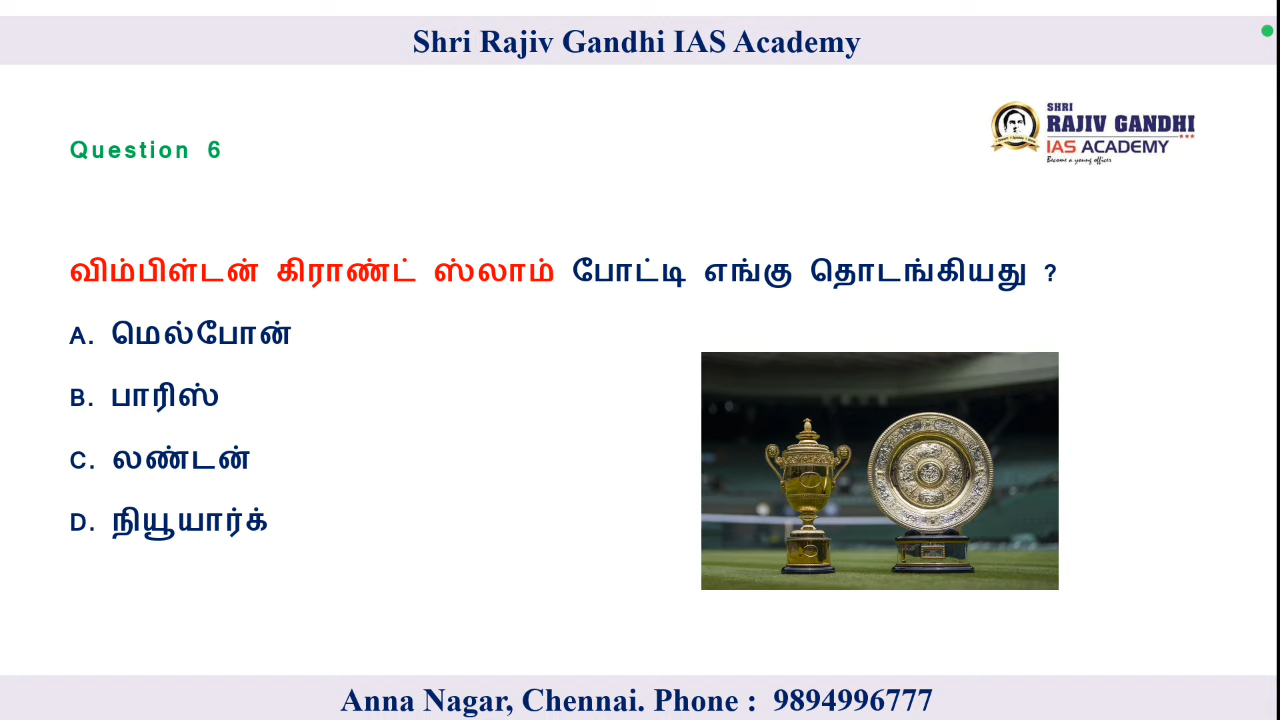 Shri Rajiv Gandhi IAS Academy
SHRI
RAJIV GANDHI
IAS ACADEMY
Become a young officer
Question 6
விம்பிள்டன் கிராண்ட் ஸ்லாம் போட்டி எங்கு தொடங்கியது ?
A. மெல்போன்
B. பாரிஸ்
C. லண்டன்
D. நியூயார்க்
Anna Nagar, Chennai. Phone : 9894996777